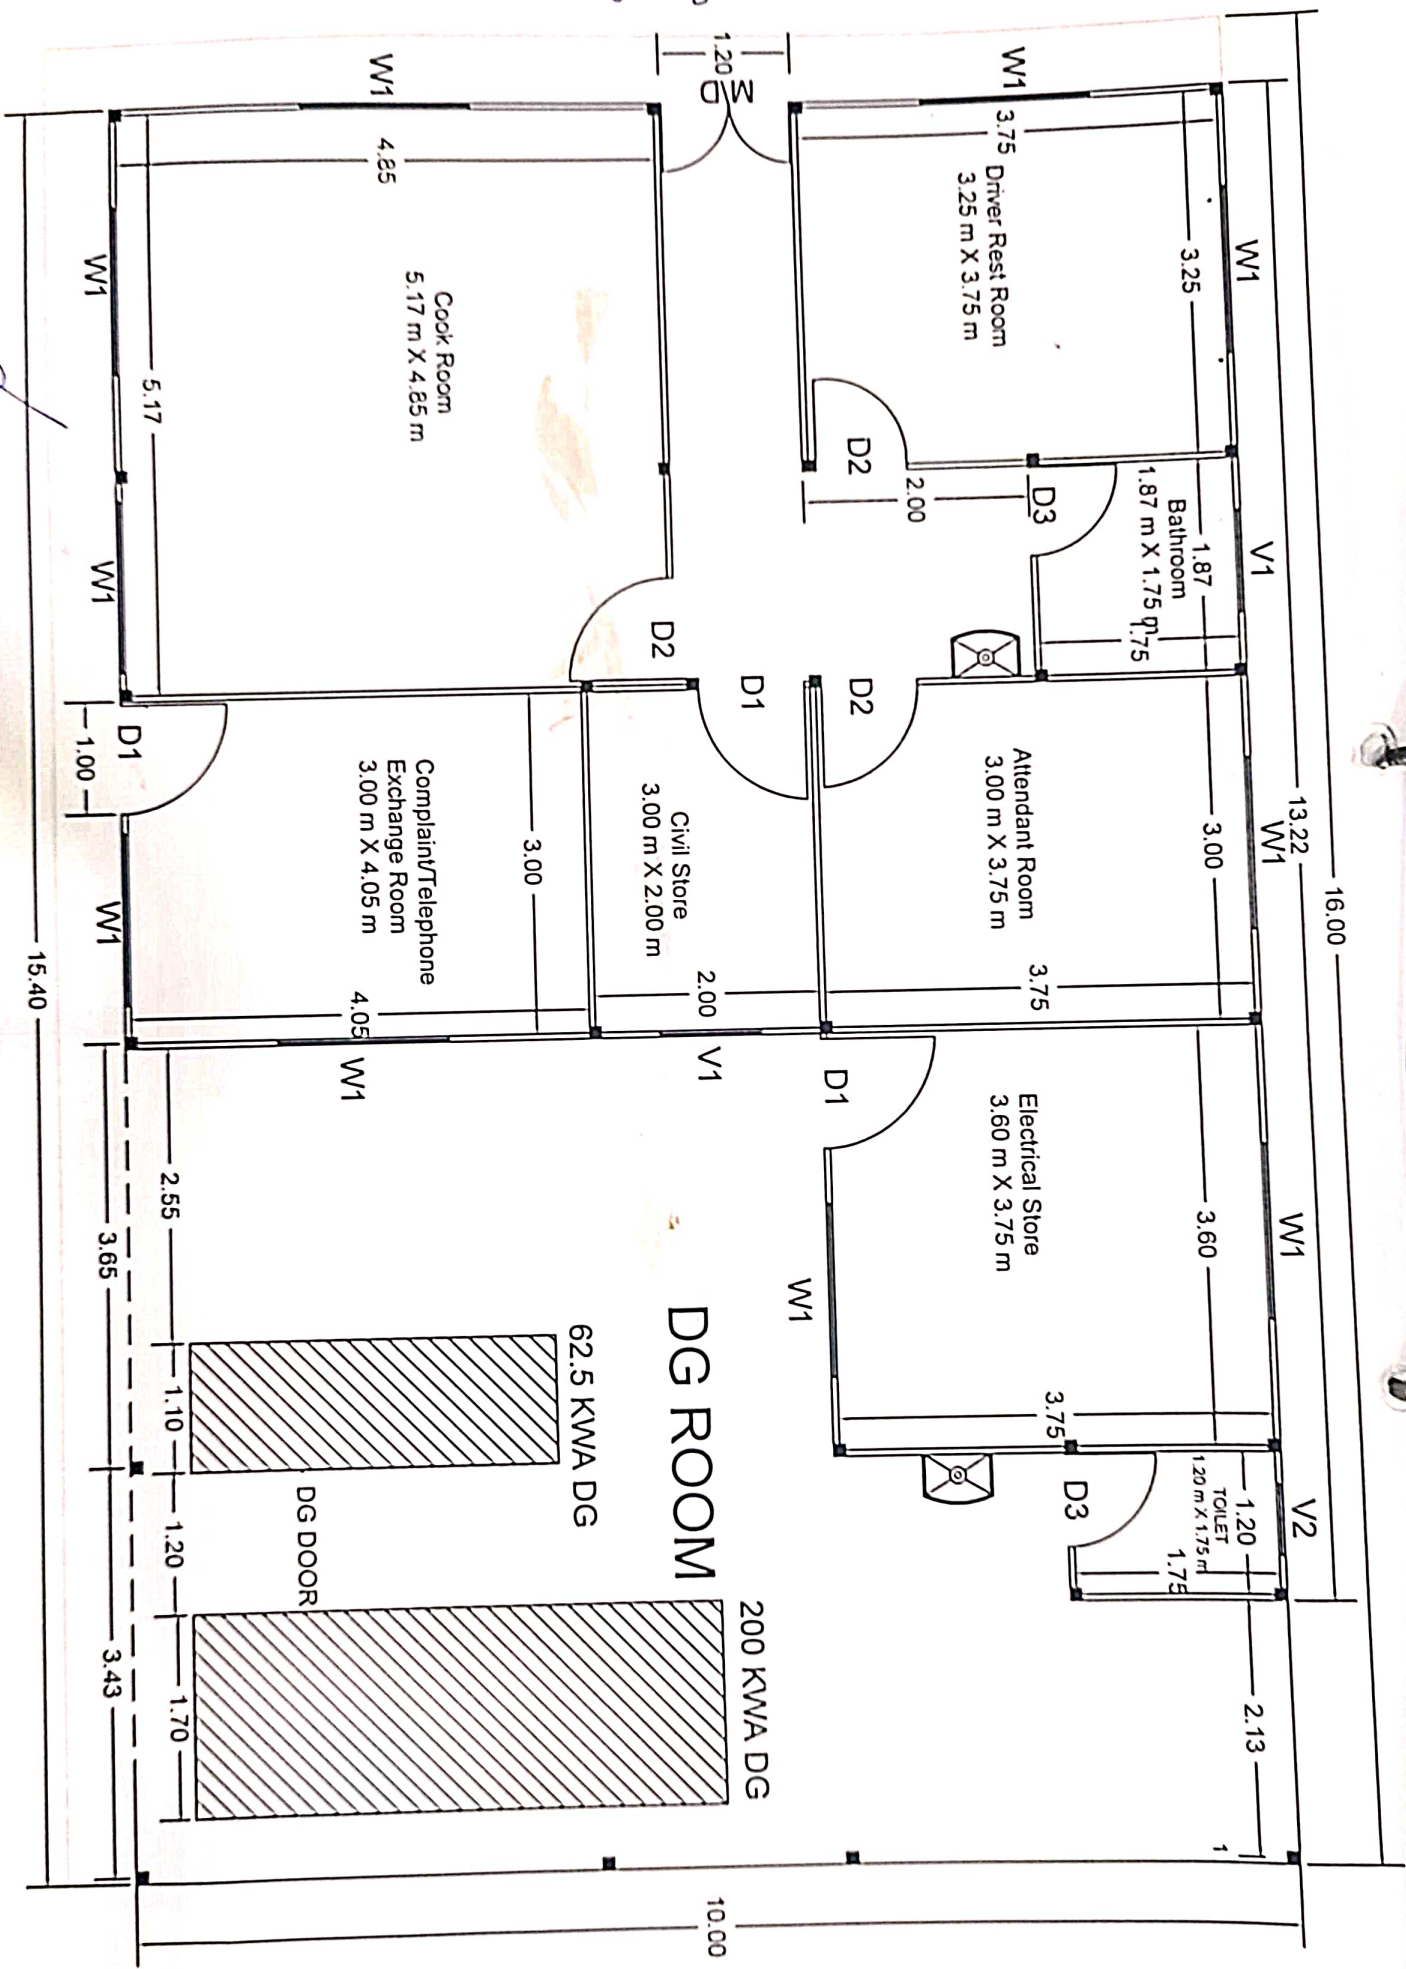 16.00
13.22
W1
V1
W1
W1
V2
3.25
1.87
3.00
3.60
1.20
2.13
TOILET
1.20 m X 1.75 m
1.75
Bathroom
1.87 m X 1.75 m
1.75
W1
3.75
Driver Rest Room
3.25 m X 3.75 m
Attendant Room
3.00 m X 3.75 m
3.75
Electrical Store
3.60 m X 3.75 m
3.75
D3
D3
2.00
D2
D2
D1
W1
1.20
M
D
D1
D2
Civil Store
3.00 m X 2.00 m
2.00
V1
DG ROOM
200 KWA DG
62.5 KWA DG
10.00
3.00
W1
4.85
Cook Room
5.17 m X 4.85 m
Complaint/Telephone
Exchange Room
3.00 m X 4.05 m
4.05
W1
DG DOOR
5.17
2.55
1.10
1.20
1.70
W1
W1
D1
W1
3.65
3.43
1.00
15.40
1